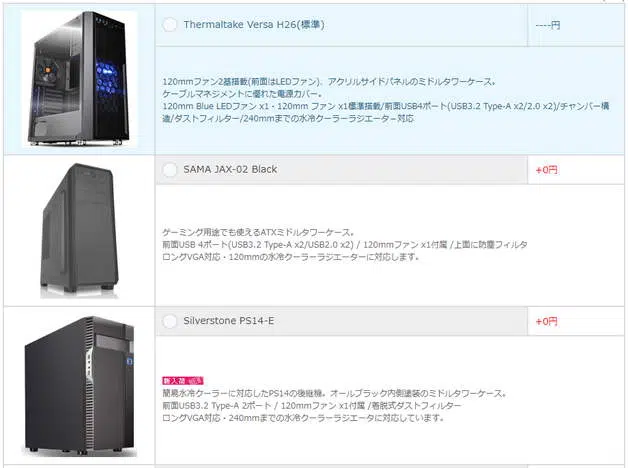 Thermaltake Versa H26(標準)
----円
120mmファン2基搭載(前面はLEDファン)、アクリルサイドパネルのミドルタワーケース。
ケーブルマネジメントに優れた電源カバー。
120mm Blue LEDファン x1・120mm ファン x1標準搭載/前面USB4ポート(USB3.2 Type-A x2/2.0 x2)/チャンバー構
造/ダストフィルター/240mmまでの水冷クーラーラジエーター対応
SAMA JAX-02 Black
+0円
ゲーミング用途でも使えるATXミドルタワーケース。
前面USB 4ポート(USB3.2 Type-A x2/USB2.0 x2) / 120mmファン x1付属 /上面に防塵フィルタ
ロングVGA対応・120mmの水冷クーラーラジエーターに対応します。
Silverstone PS14-E
+0円
新入荷
簡易水冷クーラーに対応したPS14の後継機。オールブラック内側塗装のミドルタワーケース。
前面USB3.2 Type-A 2ポート / 120mmファン x1付属 /着脱式ダストフィルター
ロングVGA対応・240mmまでの水冷クーラーラジエータに対応しています。